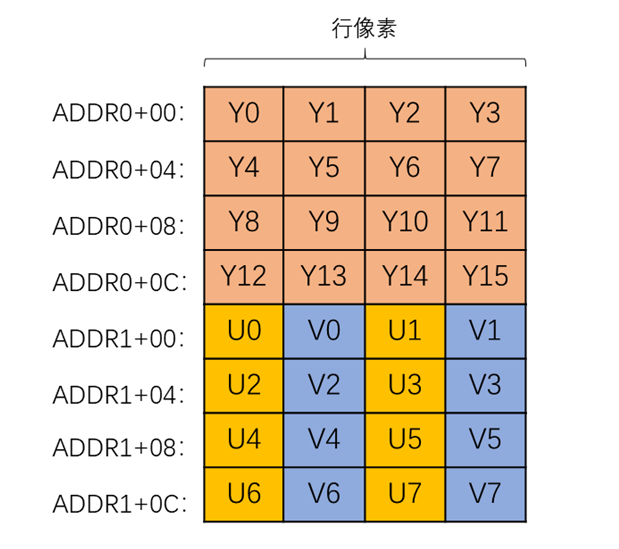 行像素
ADDR0+00: Y0 Y1 Y2 Y3
ADDR0+04: Y4 Y5 Y6 Y7
ADDR0+08: Y8 Y9 Y10 Y11
ADDR0+0C: Y12 Y13 Y14 Y15
ADDR1+00: U0 V0 U1 V1
ADDR1+04: U2 V2 U3 V3
ADDR1+08: U4 V4 U5 V5
ADDR1+0C: U6 V6 U7 V7